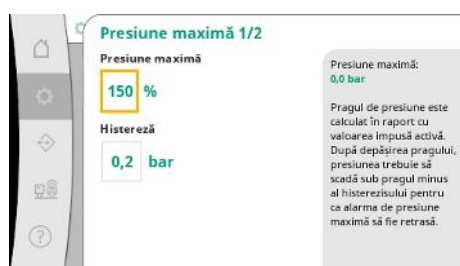 Presiune maximă 1/2
Presiune maximă
150 %
Histereză
0,2 bar
Presiune maximă:
0,0 bar
Pragul de presiune este
calculat în raport cu
valoarea impusă activă.
După depășirea pragului,
presiunea trebuie să
scadă sub pragul minus
al histerezisului pentru
ca alarma de presiune
maximă să fie retrasă.
?